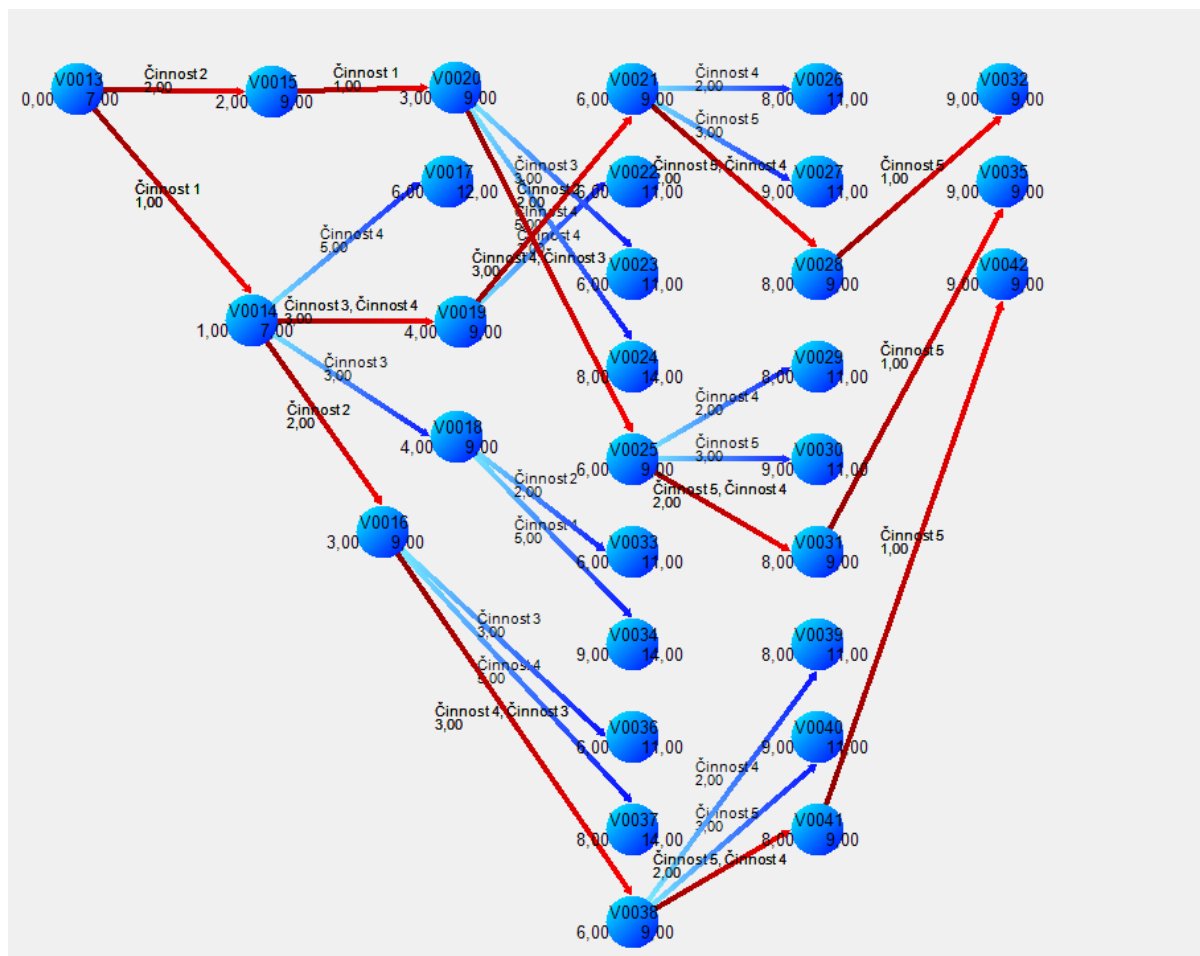 V0013
0,00 7,00
Činnost 2
2,00
V0015
2,00 9,00
Činnost 1
1,00
V0020
3,00 9,00
V0021
6,00 9,00
Činnost 4
2,00
V0026
8,00 11,00
V0032
9,00 9,00
Činnost 5
3,00
Činnost 1
1,00
V0017
6,00 12,00
Činnost 3
3,00
V0022
6,00 11,00
Činnost 5, Činnost 4
2,00
V0027
9,00 11,00
Činnost 5
1,00
V0035
9,00 9,00
2,00
Činnost 4
5,00
Činnost 4
5,00
Činnost 4
Činnost 4, Činnost 3
3,00
V0023
6,00 11,00
V0028
8,00 9,00
V0042
9,00 9,00
V0014
1,00 7,00
Činnost 3, Činnost 4
3,00
V0019
4,00 9,00
Činnost 3
3,00
V0024
8,00 14,00
V0029
8,00 11,00
Činnost 5
1,00
Činnost 4
2,00
Činnost 2
2,00
V0018
4,00 9,00
V0025
6,00 9,00
Činnost 5
3,00
V0030
9,00 11,00
Činnost 2
2,00
Činnost 5, Činnost 4
2,00
V0016
3,00 9,00
5,00
V0033
6,00 11,00
V0031
8,00 9,00
Činnost 5
1,00
Činnost 3
3,00
V0034
9,00 14,00
V0039
8,00 11,00
Činnost 4
5,00
Činnost 4, Činnost 3
3,00
V0036
6,00 11,00
V0040
9,00 11,00
Činnost 4
2,00
V0037
8,00 14,00
Činnost 5
3,00
V0041
8,00 9,00
Činnost 5, Činnost 4
2,00
V0038
6,00 9,00